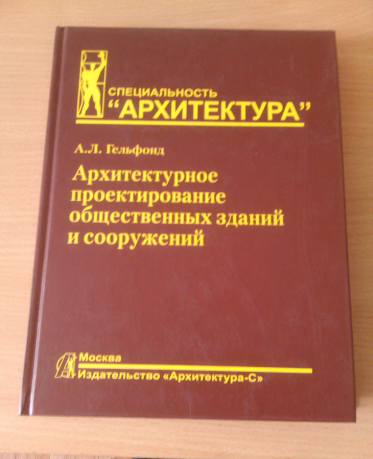 СПЕЦИАЛЬНОСТЬ
"АРХИТЕКТУРА"
А.Л. Гельфонд
Архитектурное
проектирование
общественных зданий
и сооружений
Москва
Издательство «Архитектура-С»